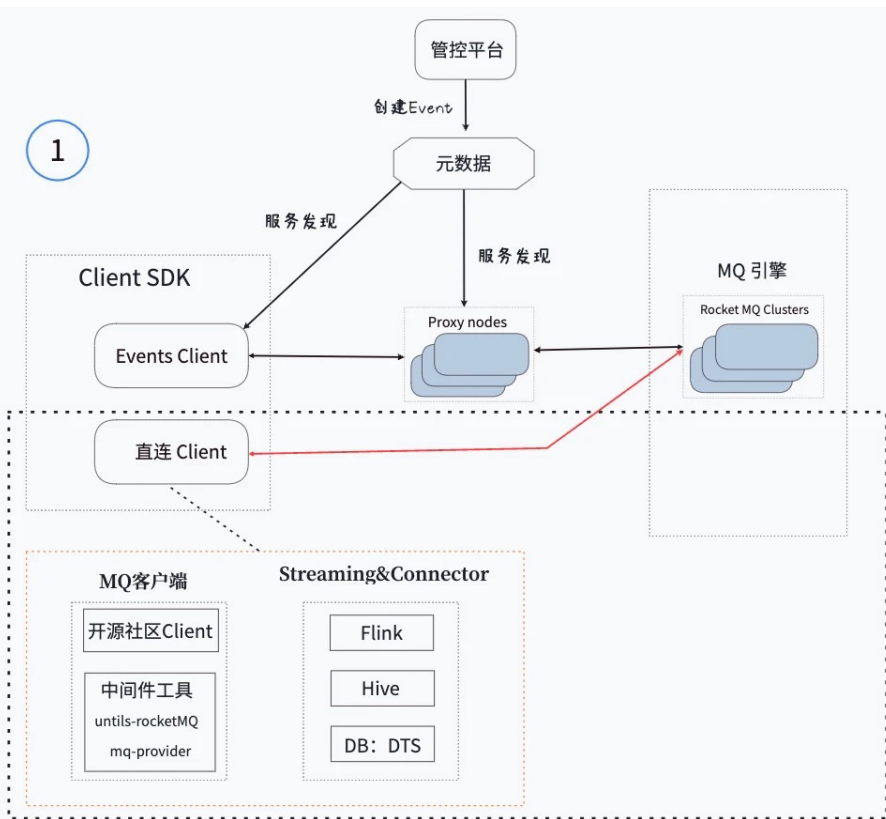 管控平台
创建Event
1
元数据
服务发现
服务发现
Client SDK
MQ 引擎
Proxy nodes
Rocket MQ Clusters
Events Client
直连 Client
MQ客户端
Streaming&Connector
开源社区Client
Flink
中间件工具
untils-rocketMQ
mq-provider
Hive
DB：DTS